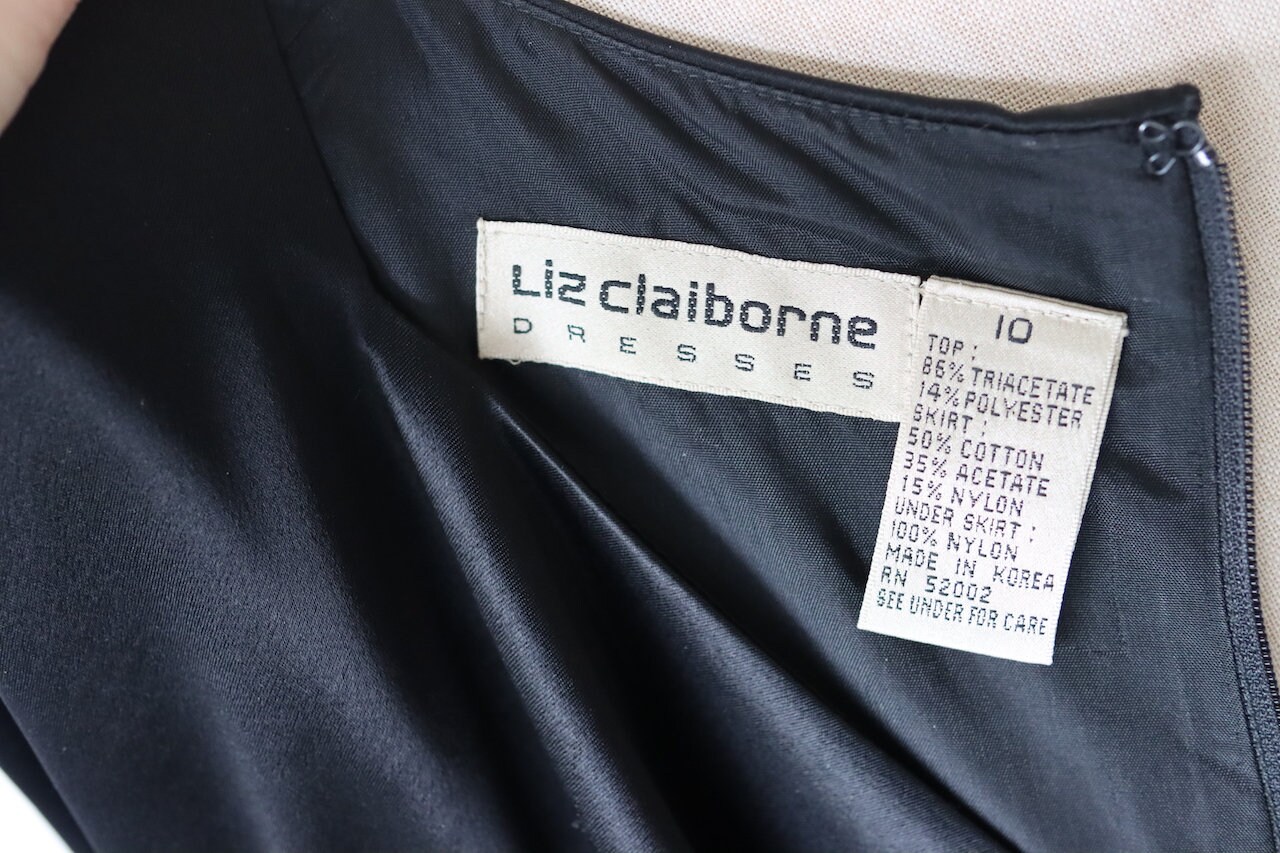 Liz claiborne
DRESSES
10
TOP:
86% TRIACETATE
14% POLYESTER
SKIRT:
50% COTTON
35% ACETATE
15% NYLON
UNDER SKIRT:
100% NYLON
MADE IN KOREA
RN 52002
SEE UNDER FOR CARE